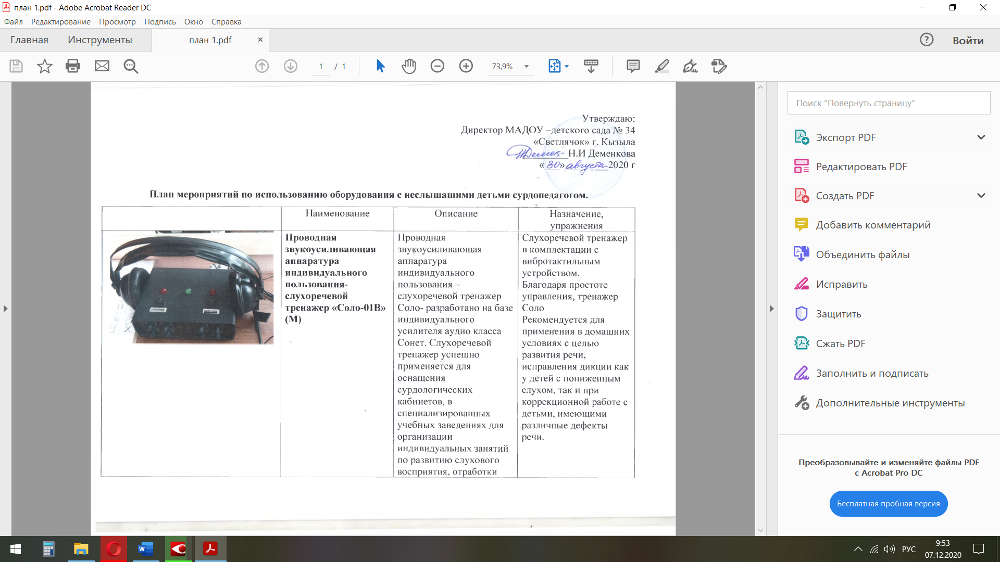 план 1.pdf - Adobe Acrobat Reader DC
Файл Редактирование Просмотр Подпись Окно Справка
Главная Инструменты план 1.pdf × ? Войти
1 / 1 73,9%
Утверждаю:
Директор МАДОУ –детского сада № 34
«Светлячок» г. Кызыла
Н.И Деменкова
«30» августа 2020 г
План мероприятий по использованию оборудования с неслышащими детьми сурдопедагогом.
Наименование
Описание
Назначение,
упражнения
Проводная
звукоусиливающая
аппаратура
индивидуального
пользования-
слухоречевой
тренажер «Соло-01В»
(М)
Проводная
звукоусиливающая
аппаратура
индивидуального
пользования –
слухоречевой тренажер
Соло- разработано на базе
индивидуального
усилителя аудио класса
Сонет. Слухоречевой
тренажер успешно
применяется для
оснащения
сурдологических
кабинетов, в
специализированных
учебных заведениях для
организации
индивидуальных занятий
по развитию слухового
восприятия, отработки
Слухоречевой тренажер
в комплектации с
вибротактильным
устройством.
Благодаря простоте
управления, тренажер
Соло
Рекомендуется для
применения в домашних
условиях с целью
развития речи,
исправления дикции как
у детей с пониженным
слухом, так и при
коррекционной работе с
детьми, имеющими
различные дефекты
речи.
Поиск "Повернуть страницу"
Экспорт PDF
Редактировать PDF
Создать PDF
Добавить комментарий
Объединить файлы
Исправить
Защитить
Сжать PDF
Заполнить и подписать
Дополнительные инструменты
Преобразовывайте и изменяйте файлы PDF
с Acrobat Pro DC
Бесплатная пробная версия
РУС
9:53
07.12.2020